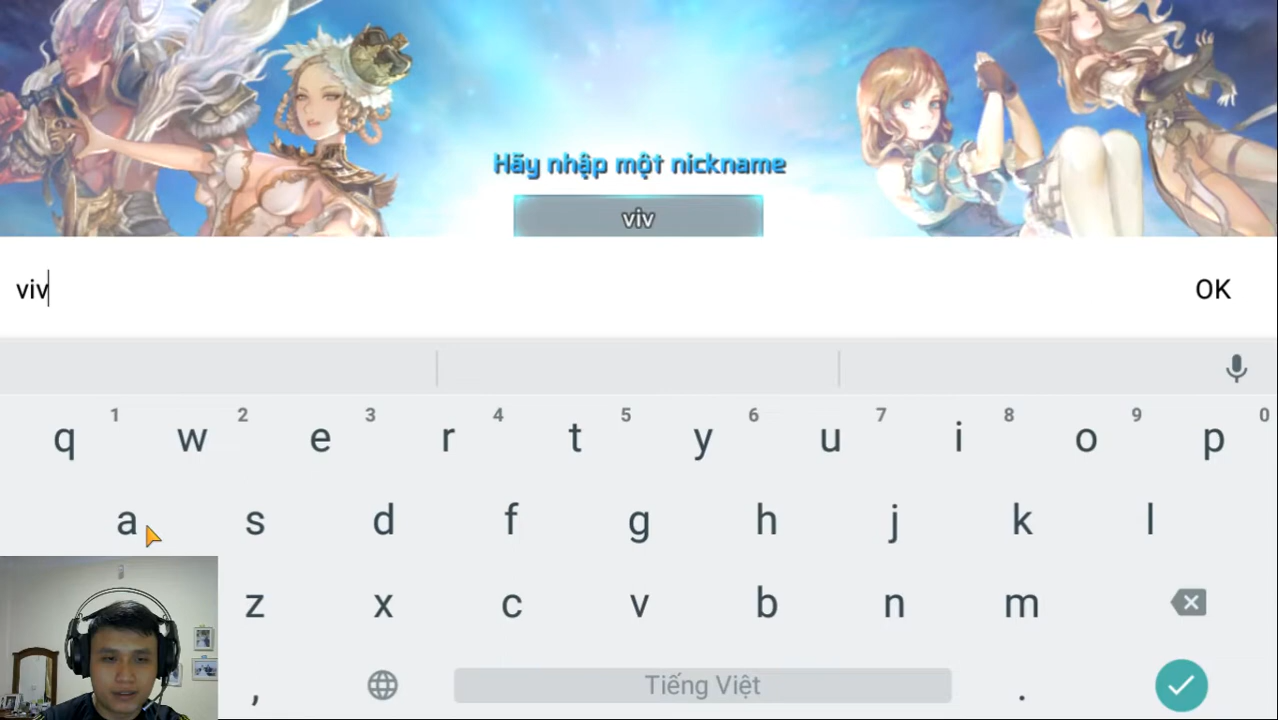 Hãy nhập một nickname
viv
viv OK
1 2 3 4 5 6 7 8 9 0
q w e r t y u i o p
a s d f g h j k l
z x c v b n m
, Tiếng Việt .